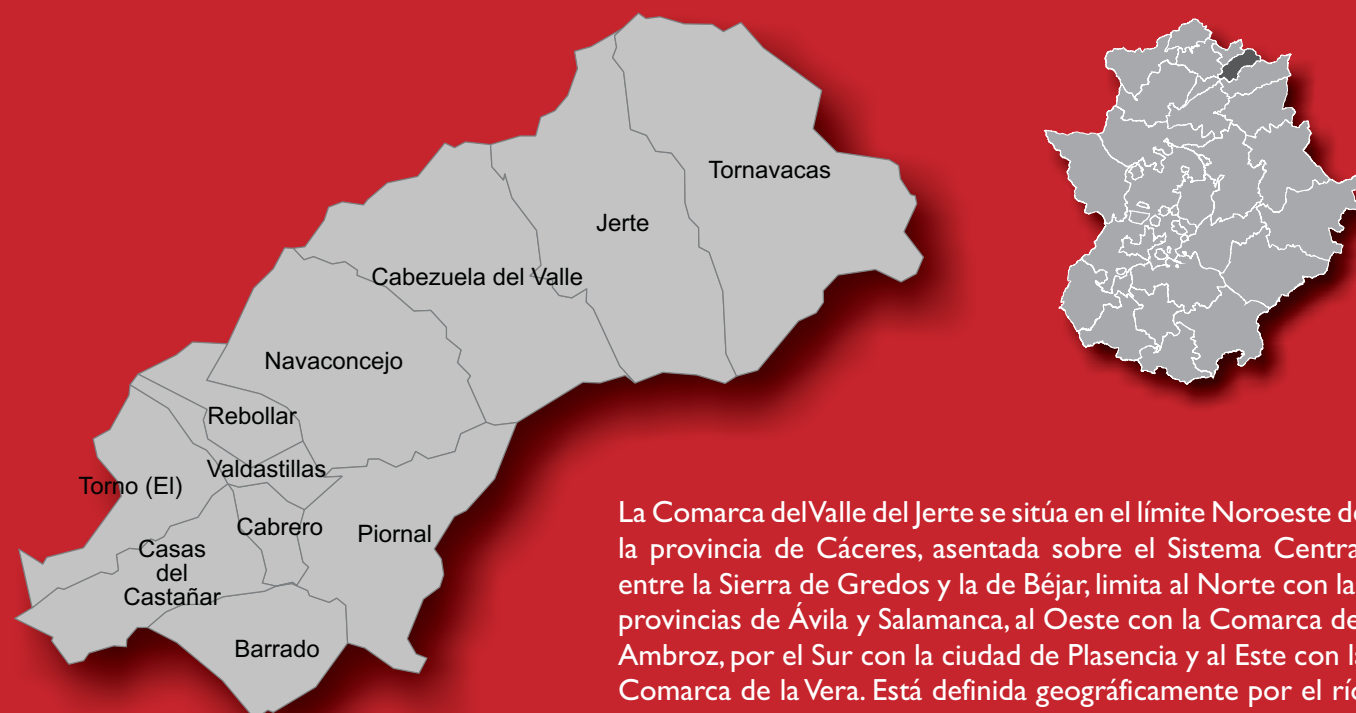 Tornavacas
Jerte
Cabezuela del Valle
Navaconcejo
Rebollar
Valdastillas
Torno (El)
Cabrero
Piornal
Casas
del
Castañar
Barrado
La Comarca del Valle del Jerte se sitúa en el límite Noroeste de
la provincia de Cáceres, asentada sobre el Sistema Centra
entre la Sierra de Gredos y la de Béjar, limita al Norte con la
provincias de Ávila y Salamanca, al Oeste con la Comarca de
Ambroz, por el Sur con la ciudad de Plasencia y al Este con la
Comarca de la Vera. Está definida geográficamente por el río